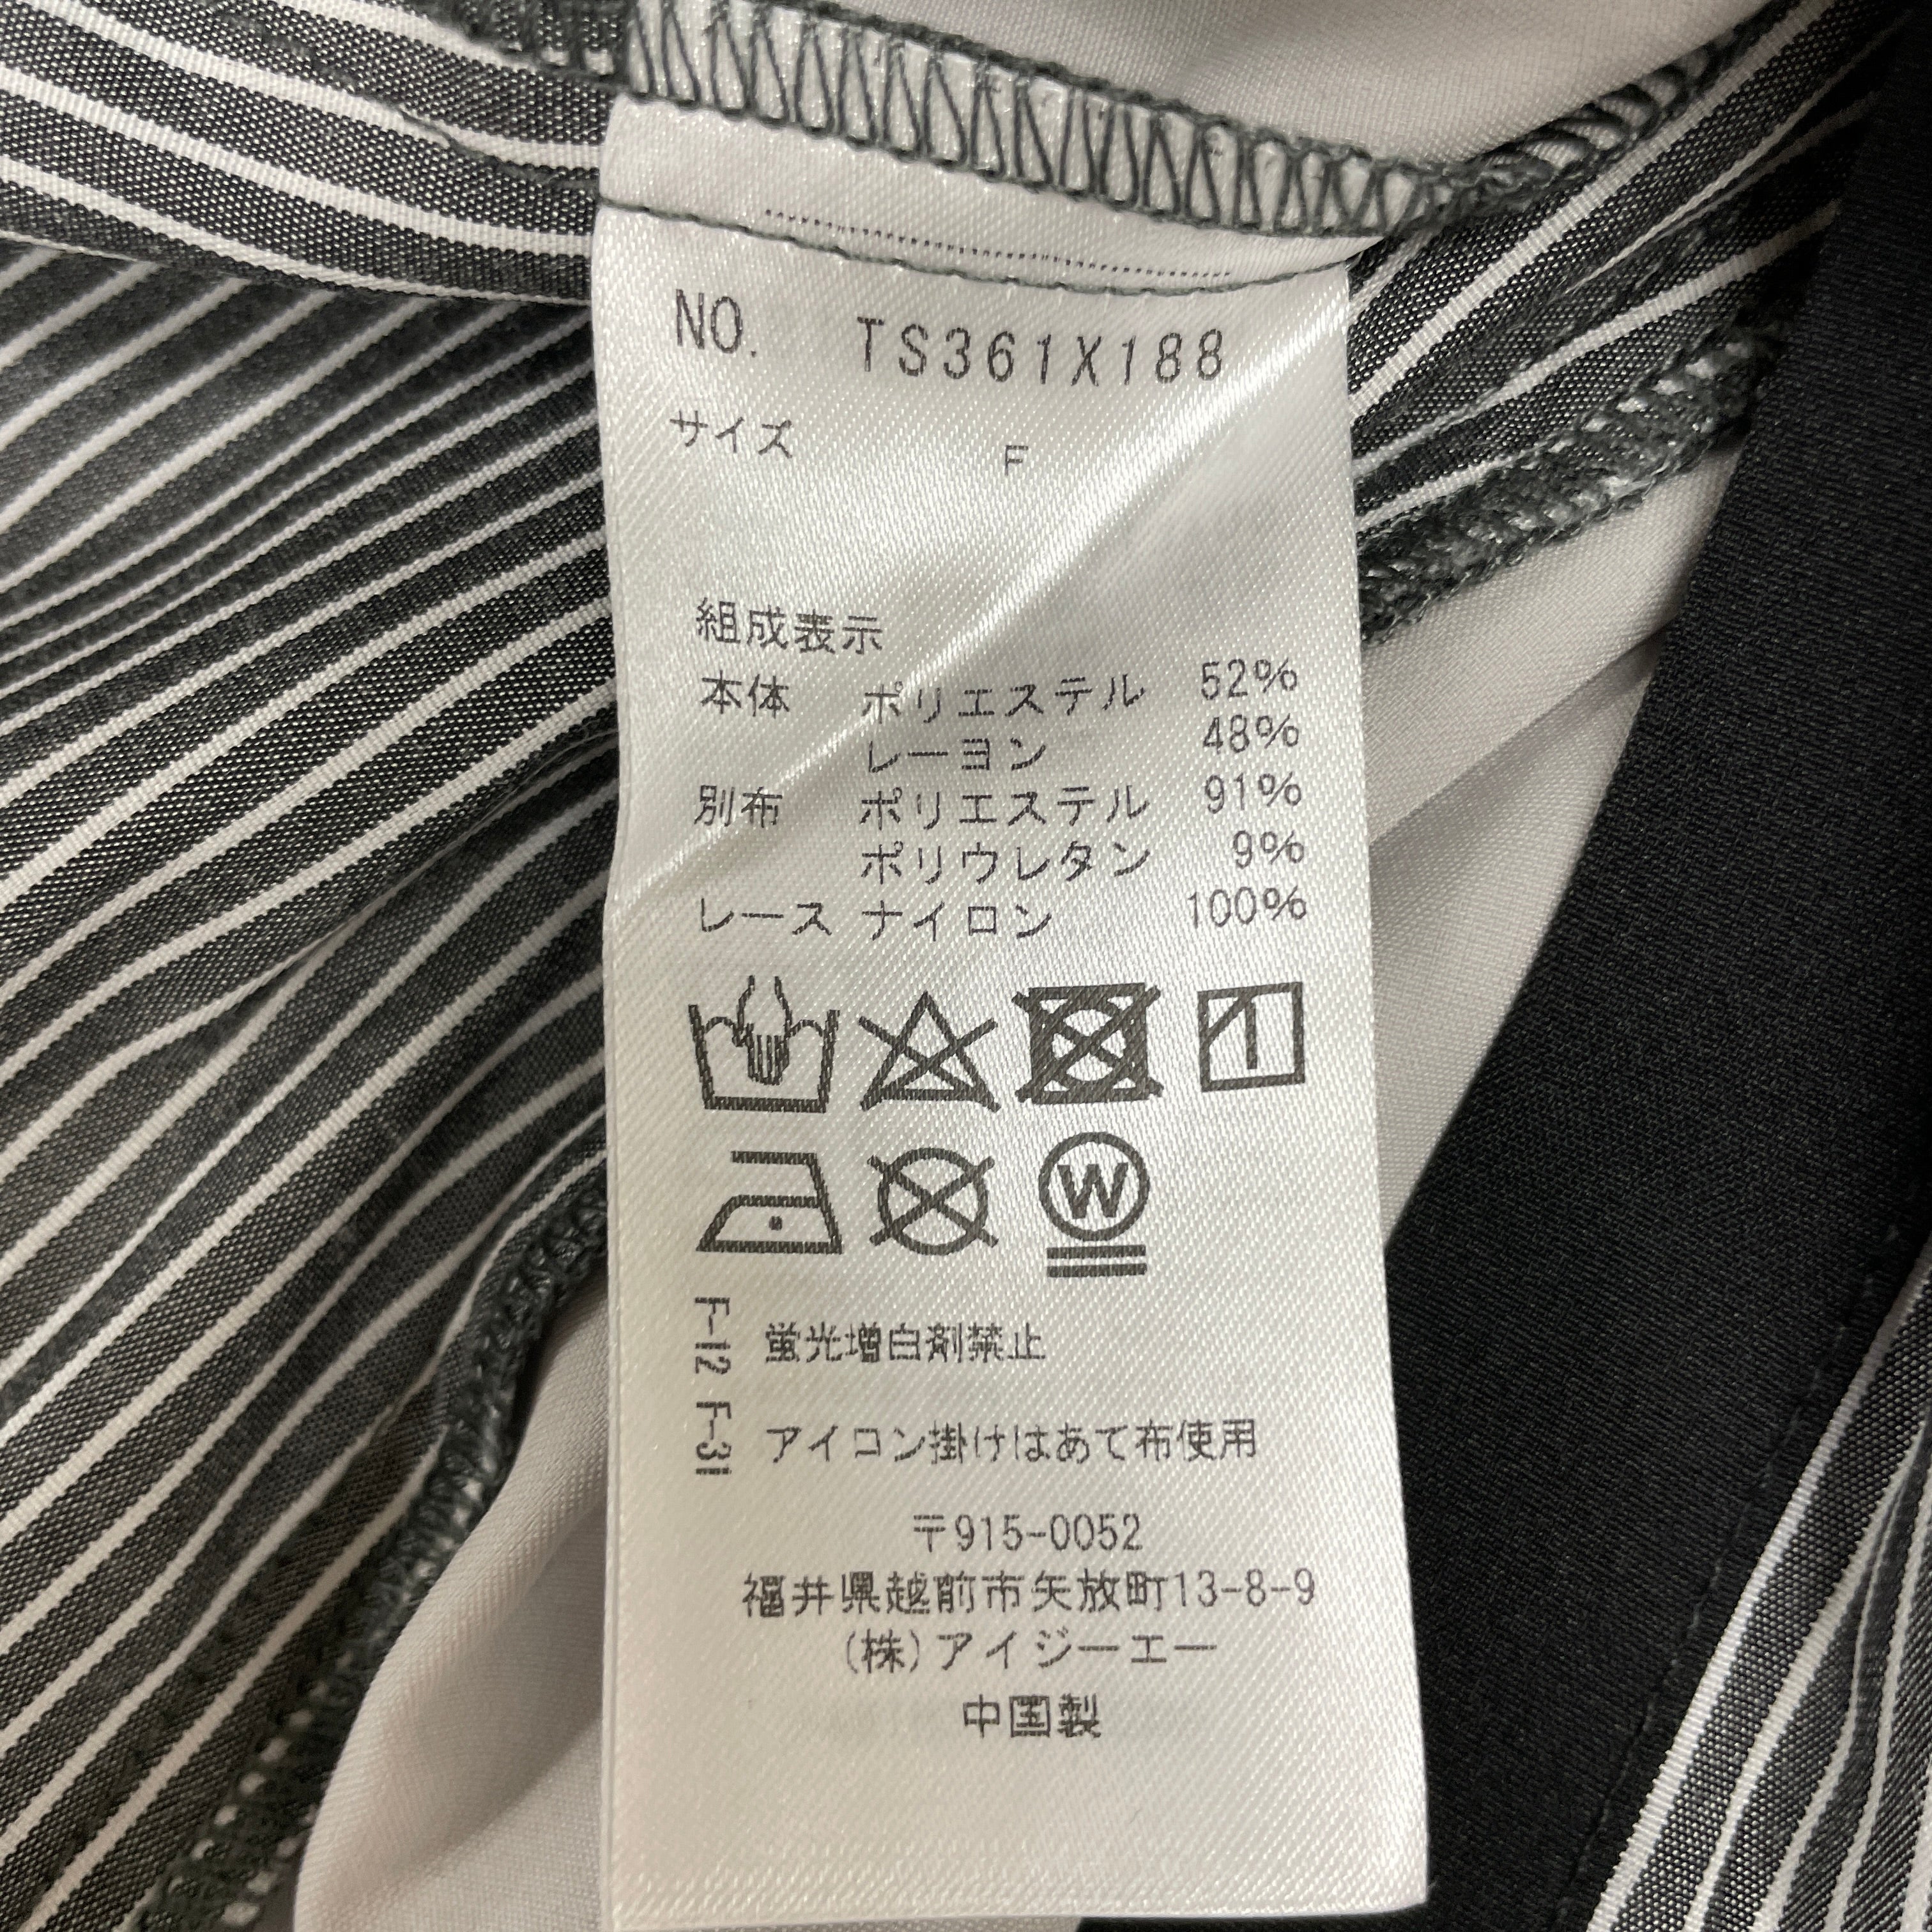 NO. TS361X188
サイズ F
組成表示
本体 ポリエステル 52%
レーヨン 48%
別布 ポリエステル 91%
ポリウレタン 9%
レース ナイロン 100%
W
F-12 蛍光増白剤禁止
F-31 アイロン掛けはあて布使用
〒915-0052
福井県越前市矢放町13-8-9
(株)アイジーエー
中国製